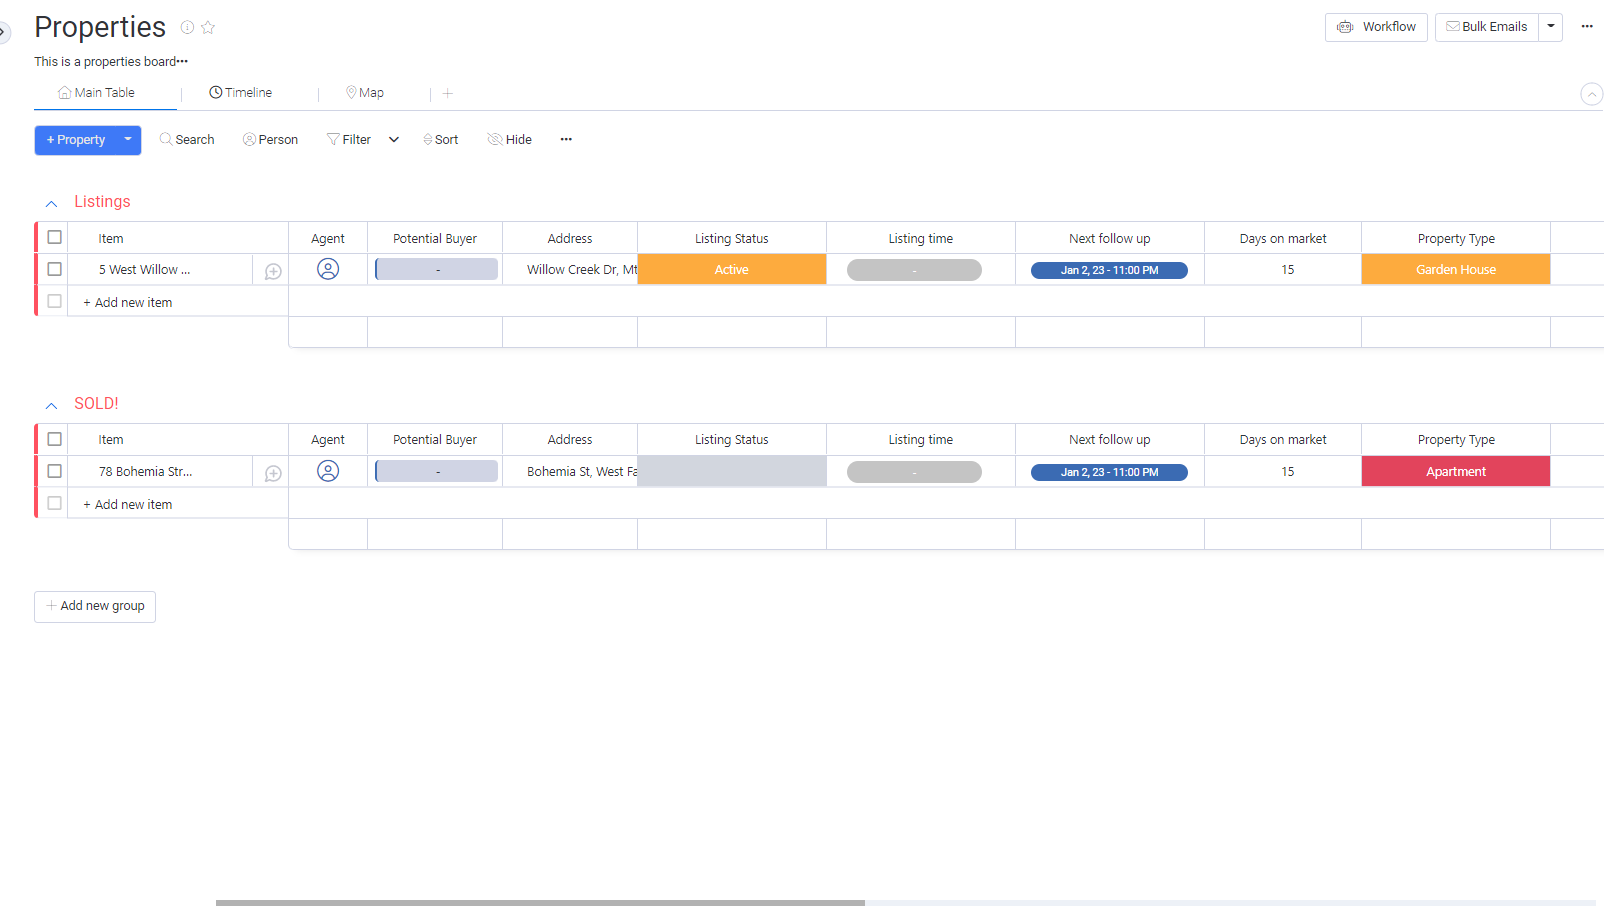 Properties
Workflow
Bulk Emails
This is a properties board•••
Main Table
Timeline
Map
+ Property
Search
Person
Filter
Sort
Hide
Listings
Item Agent Potential Buyer Address Listing Status Listing time Next follow up Days on market Property Type
5 West Willow ... - Willow Creek Dr, Mt Active - Jan 2, 23 - 11:00 PM 15 Garden House
+ Add new item
SOLD!
Item Agent Potential Buyer Address Listing Status Listing time Next follow up Days on market Property Type
78 Bohemia Str... - Bohemia St, West Fa - Jan 2, 23 - 11:00 PM 15 Apartment
+ Add new item
+ Add new group